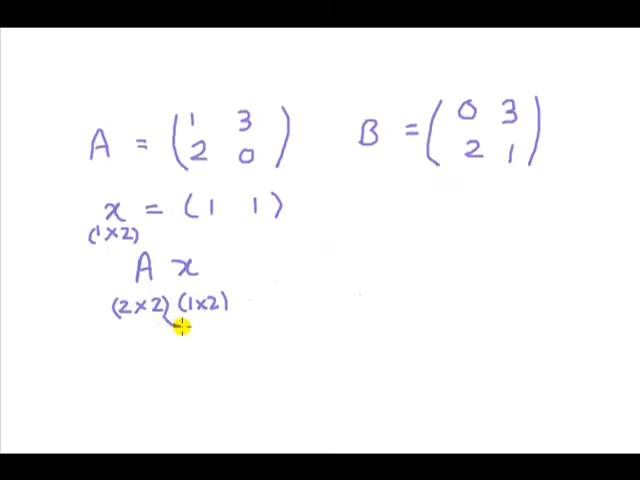 A = (1 3
2 0)
B = (0 3
2 1)
x = (1 1)
(1×2)
A x
(2×2) (1×2)